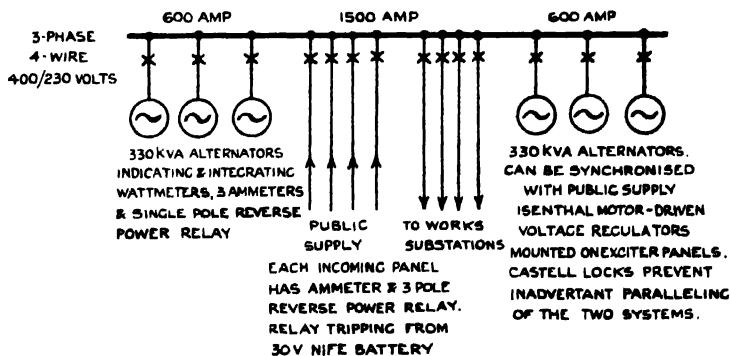 600 AMP
1500 AMP
600 AMP
3-PHASE
4-WIRE
400/230 VOLTS
330 KVA ALTERNATORS
INDICATING & INTEGRATING
WATTMETERS, 3 AMMETERS
& SINGLE POLE REVERSE
POWER RELAY
PUBLIC
SUPPLY
EACH INCOMING PANEL
HAS AMMETER & 3 POLE
REVERSE POWER RELAY.
RELAY TRIPPING FROM
30V NIFE BATTERY
TO WORKS
SUBSTATIONS
330 KVA ALTERNATORS.
CAN BE SYNCHRONISED
WITH PUBLIC SUPPLY
ISENTHAL MOTOR-DRIVEN
VOLTAGE REGULATORS
MOUNTED ON EXCITER PANELS.
CASTELL LOCKS PREVENT
INADVERTANT PARALLELING
OF THE TWO SYSTEMS.